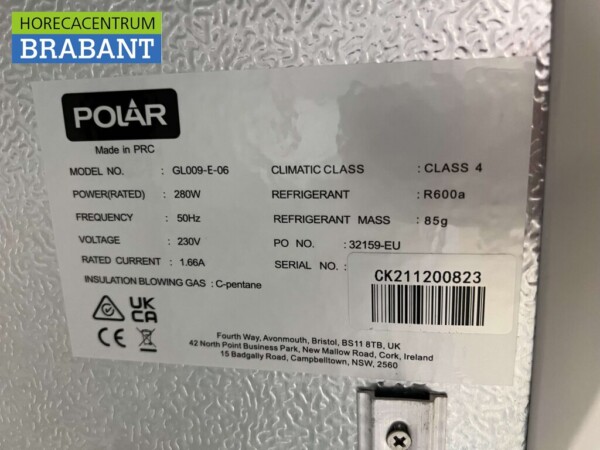 HORECACENTRUM
BRABANT
POLAR
Made in PRC
MODEL NO. : GL009-E-06
POWER(RATED) : 280W
FREQUENCY : 50Hz
VOLTAGE : 230V
RATED CURRENT : 1.66A
INSULATION BLOWING GAS : C-pentane
CLIMATIC CLASS : CLASS 4
REFRIGERANT : R600a
REFRIGERANT MASS : 85g
PO NO. : 32159-EU
SERIAL NO. :
CK211200823
UK
CA
CE
Fourth Way, Avonmouth, Bristol, BS11 8TB, UK
42 North Point Business Park, New Mallow Road, Cork, Ireland
15 Badgally Road, Campbelltown, NSW, 2560